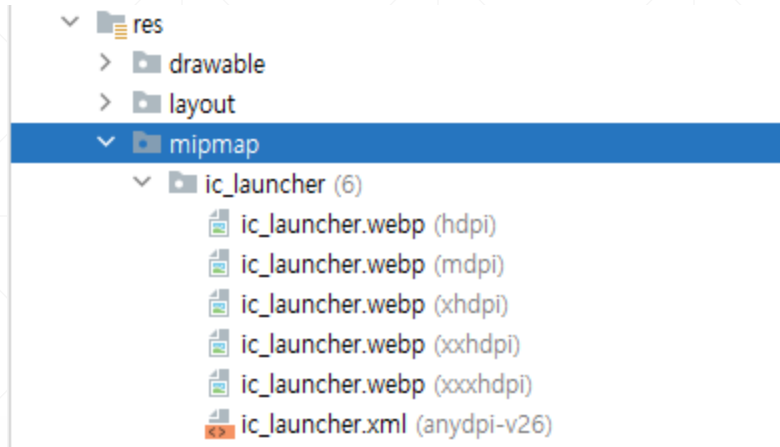 res
drawable
layout
mipmap
ic_launcher (6)
ic_launcher.webp (hdpi)
ic_launcher.webp (mdpi)
ic_launcher.webp (xhdpi)
ic_launcher.webp (xxhdpi)
ic_launcher.webp (xxxhdpi)
ic_launcher.xml (anydpi-v26)